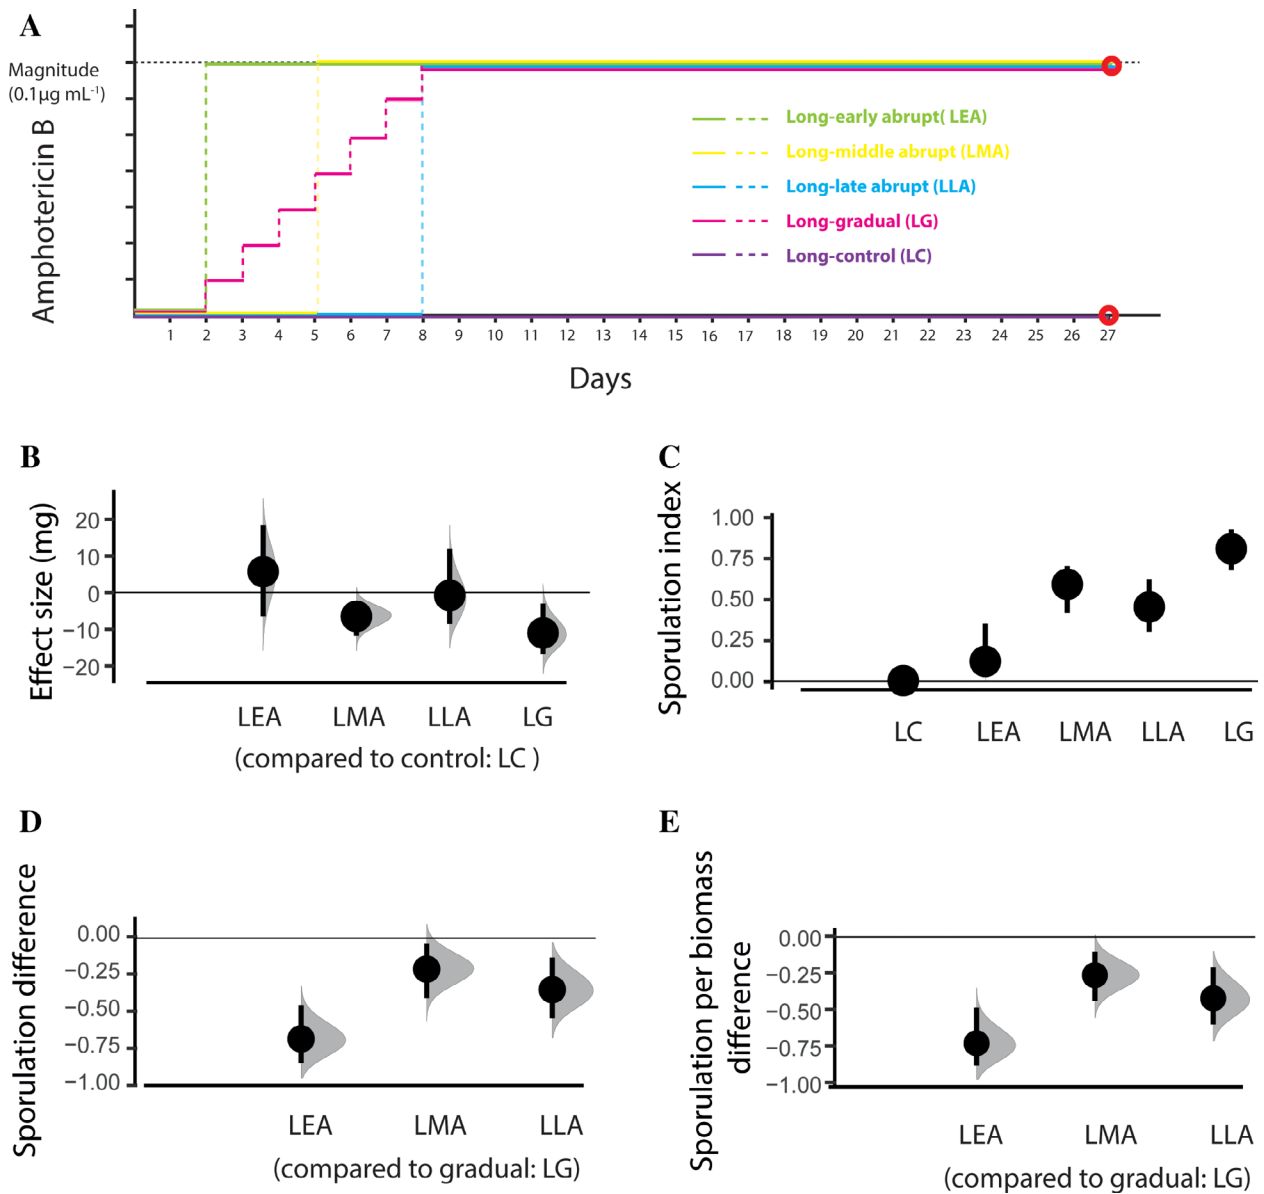 A
Magnitude
(0.1µg mL⁻¹)
Amphotericin B
Long-early abrupt( LEA)
Long-middle abrupt (LMA)
Long-late abrupt (LLA)
Long-gradual (LG)
Long-control (LC)
1 2 3 4 5 6 7 8 9 10 11 12 13 14 15 16 17 18 19 20 21 22 23 24 25 26 27
Days
B
Effect size (mg)
20
10
0
−10
−20
LEA LMA LLA LG
(compared to control: LC )
C
Sporulation index
1.00
0.75
0.50
0.25
0.00
LC LEA LMA LLA LG
D
Sporulation difference
0.00
−0.25
−0.50
−0.75
−1.00
LEA LMA LLA
(compared to gradual: LG)
E
Sporulation per biomass
difference
0.00
−0.25
−0.50
−0.75
−1.00
LEA LMA LLA
(compared to gradual: LG)